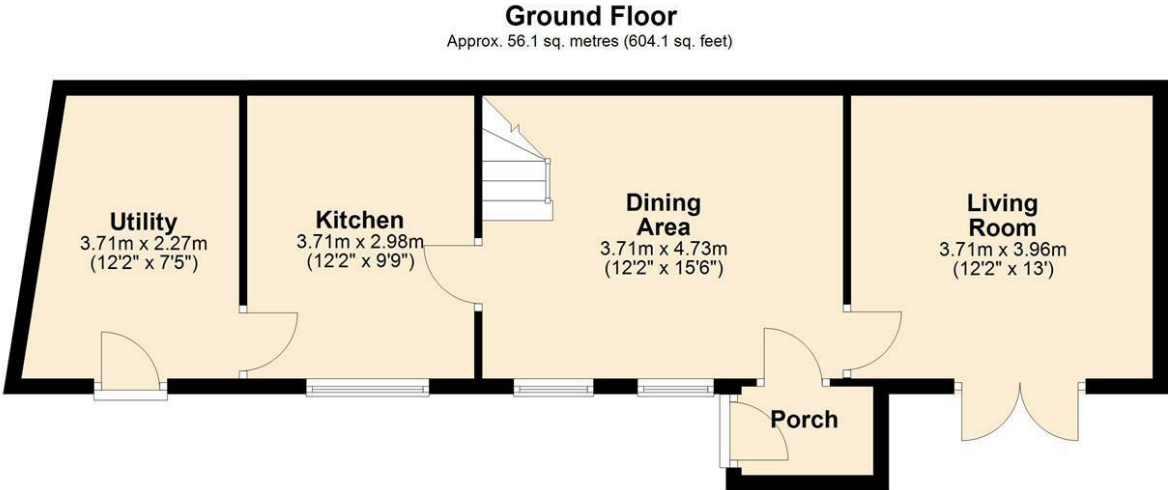 Ground Floor
Approx. 56.1 sq. metres (604.1 sq. feet)
Utility
3.71m x 2.27m
(12'2" x 7'5")
Kitchen
3.71m x 2.98m
(12'2" x 9'9")
Dining
Area
3.71m x 4.73m
(12'2" x 15'6")
Living
Room
3.71m x 3.96m
(12'2" x 13')
Porch